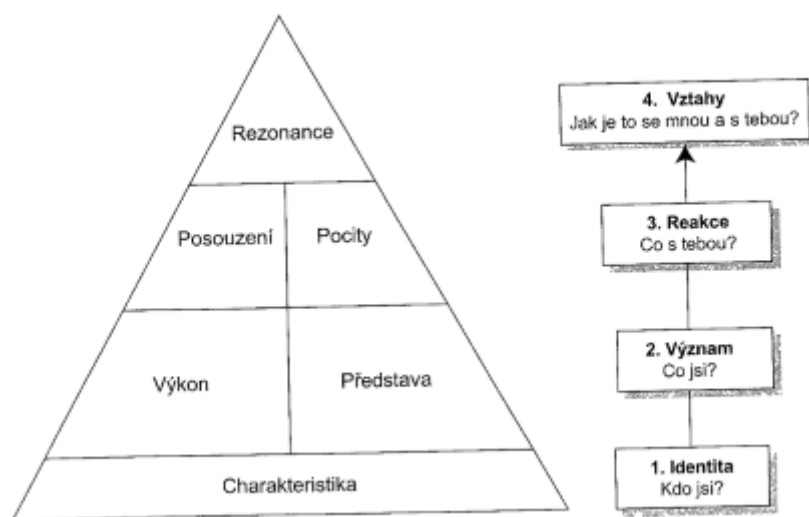 Rezonance
Posouzení
Pocity
Výkon
Představa
Charakteristika
4. Vztahy
Jak je to se mnou a s tebou?
3. Reakce
Co s tebou?
2. Význam
Co jsi?
1. Identita
Kdo jsi?